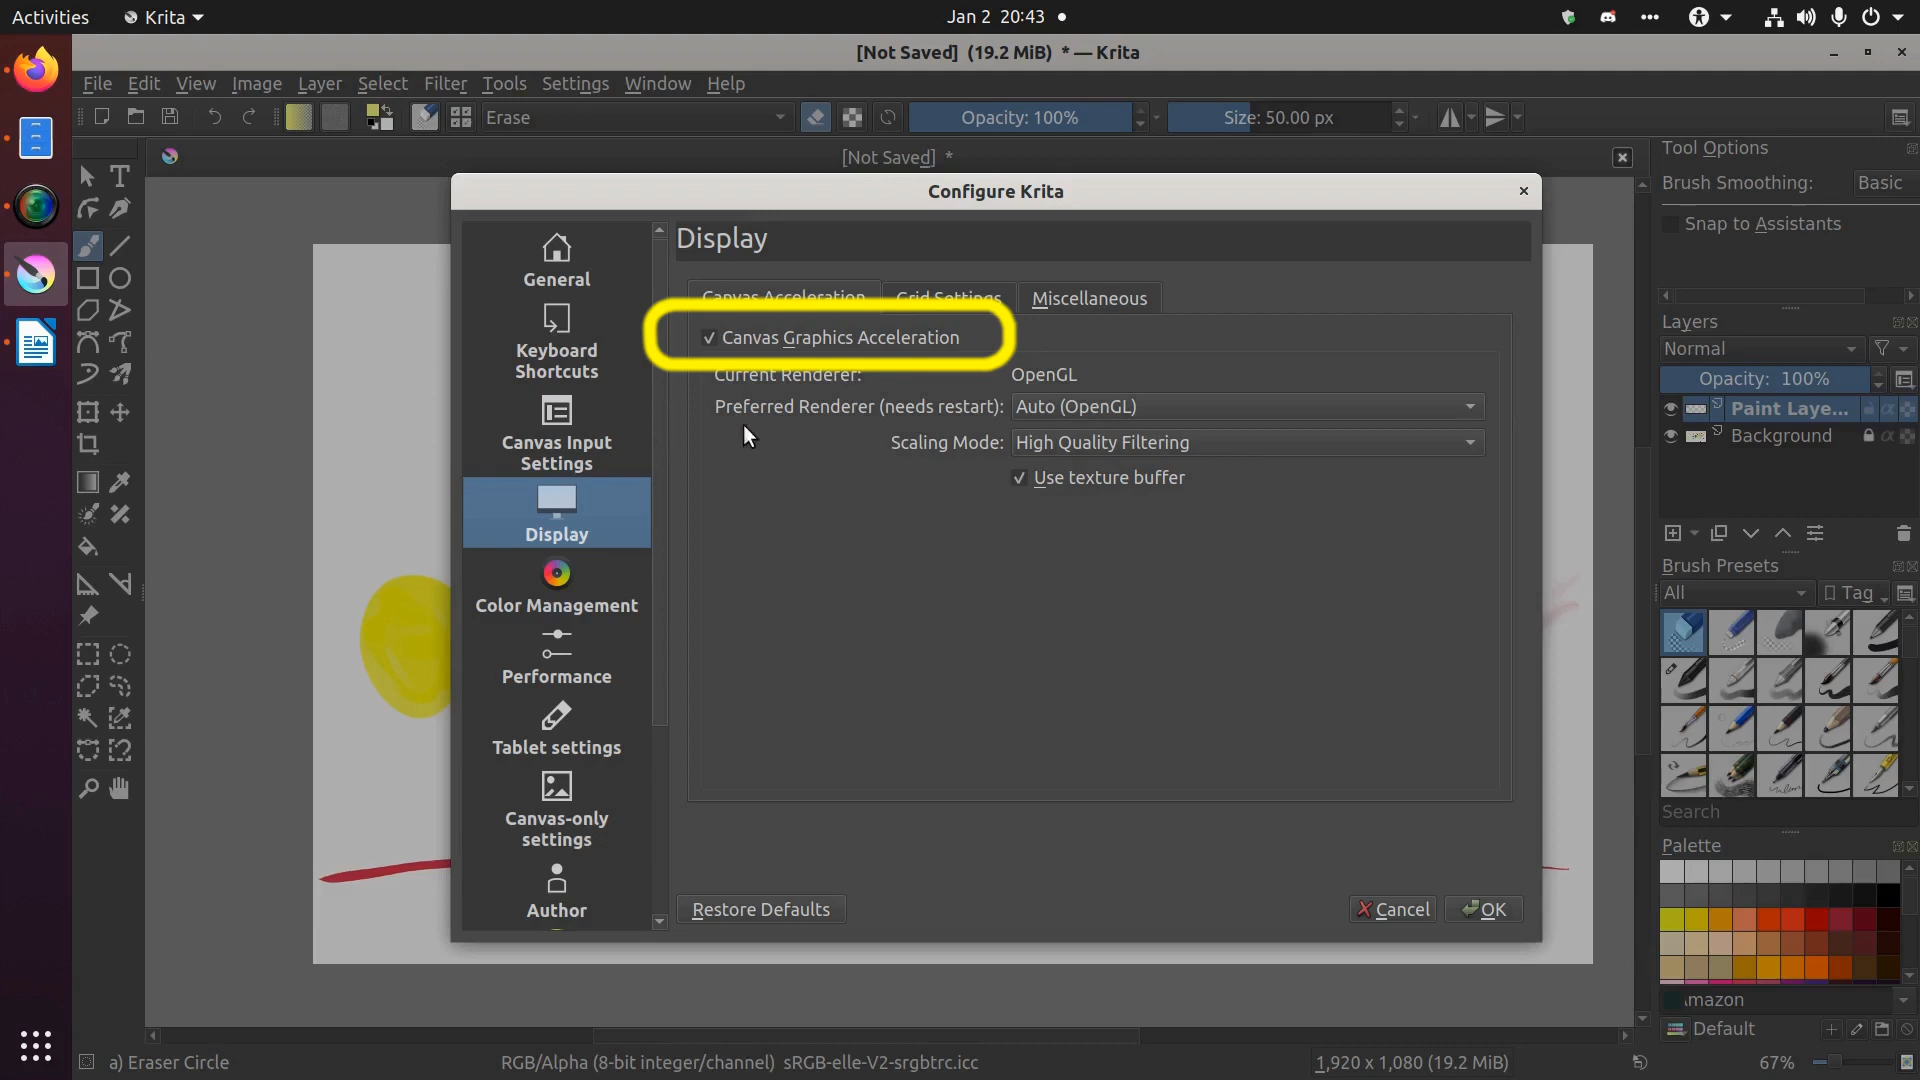 Activities
Krita
Jan 2 20:43
[Not Saved] (19.2 MiB) * — Krita
File Edit View Image Layer Select Filter Tools Settings Window Help
Erase
Opacity: 100%
Size: 50.00 px
[Not Saved] *
Tool Options
Brush Smoothing: Basic
Snap to Assistants
Configure Krita
General
Keyboard
Shortcuts
Canvas Input
Settings
Display
Color Management
Performance
Tablet settings
Canvas-only
settings
Author
Display
Canvas Acceleration Grid Settings Miscellaneous
Canvas Graphics Acceleration
Current Renderer: OpenGL
Preferred Renderer (needs restart): Auto (OpenGL)
Scaling Mode: High Quality Filtering
Use texture buffer
Restore Defaults
Cancel
OK
Layers
Normal
Opacity: 100%
Paint Laye...
Background
Brush Presets
All
Tag
Search
Palette
Default
a) Eraser Circle
RGB/Alpha (8-bit integer/channel) sRGB-elle-V2-srgbtrc.icc
1,920 x 1,080 (19.2 MiB)
67%